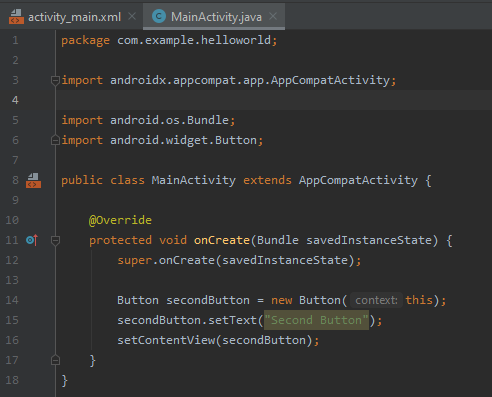 activity_main.xml MainActivity.java
1 package com.example.helloworld;
2
3 import androidx.appcompat.app.AppCompatActivity;
4
5 import android.os.Bundle;
6 import android.widget.Button;
7
8 public class MainActivity extends AppCompatActivity {
9
10 @Override
11 protected void onCreate(Bundle savedInstanceState) {
12 super.onCreate(savedInstanceState);
13
14 Button secondButton = new Button( context: this);
15 secondButton.setText("Second Button");
16 setContentView(secondButton);
17 }
18 }